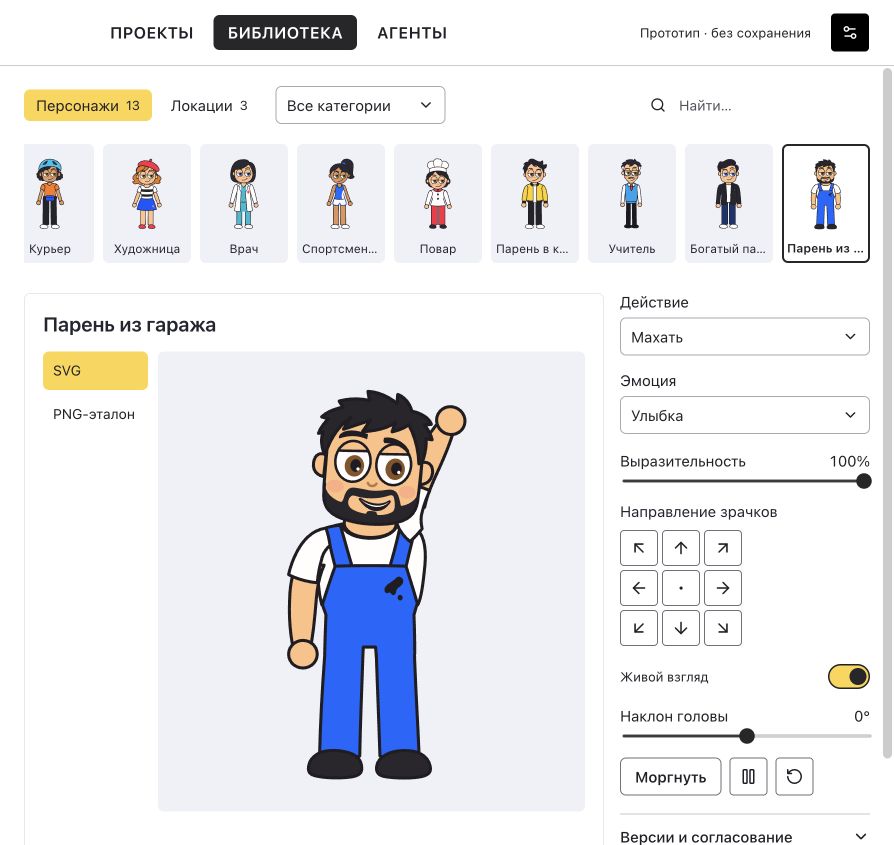 ПРОЕКТЫ БИБЛИОТЕКА АГЕНТЫ Прототип · без сохранения
Персонажи 13 Локации 3 Все категории Найти...
Курьер Художница Врач Спортсмен... Повар Парень в к... Учитель Богатый па... Парень из ...
Парень из гаража
SVG
PNG-эталон
Действие
Махать
Эмоция
Улыбка
Выразительность 100%
Направление зрачков
Живой взгляд
Наклон головы 0°
Моргнуть
Версии и согласование